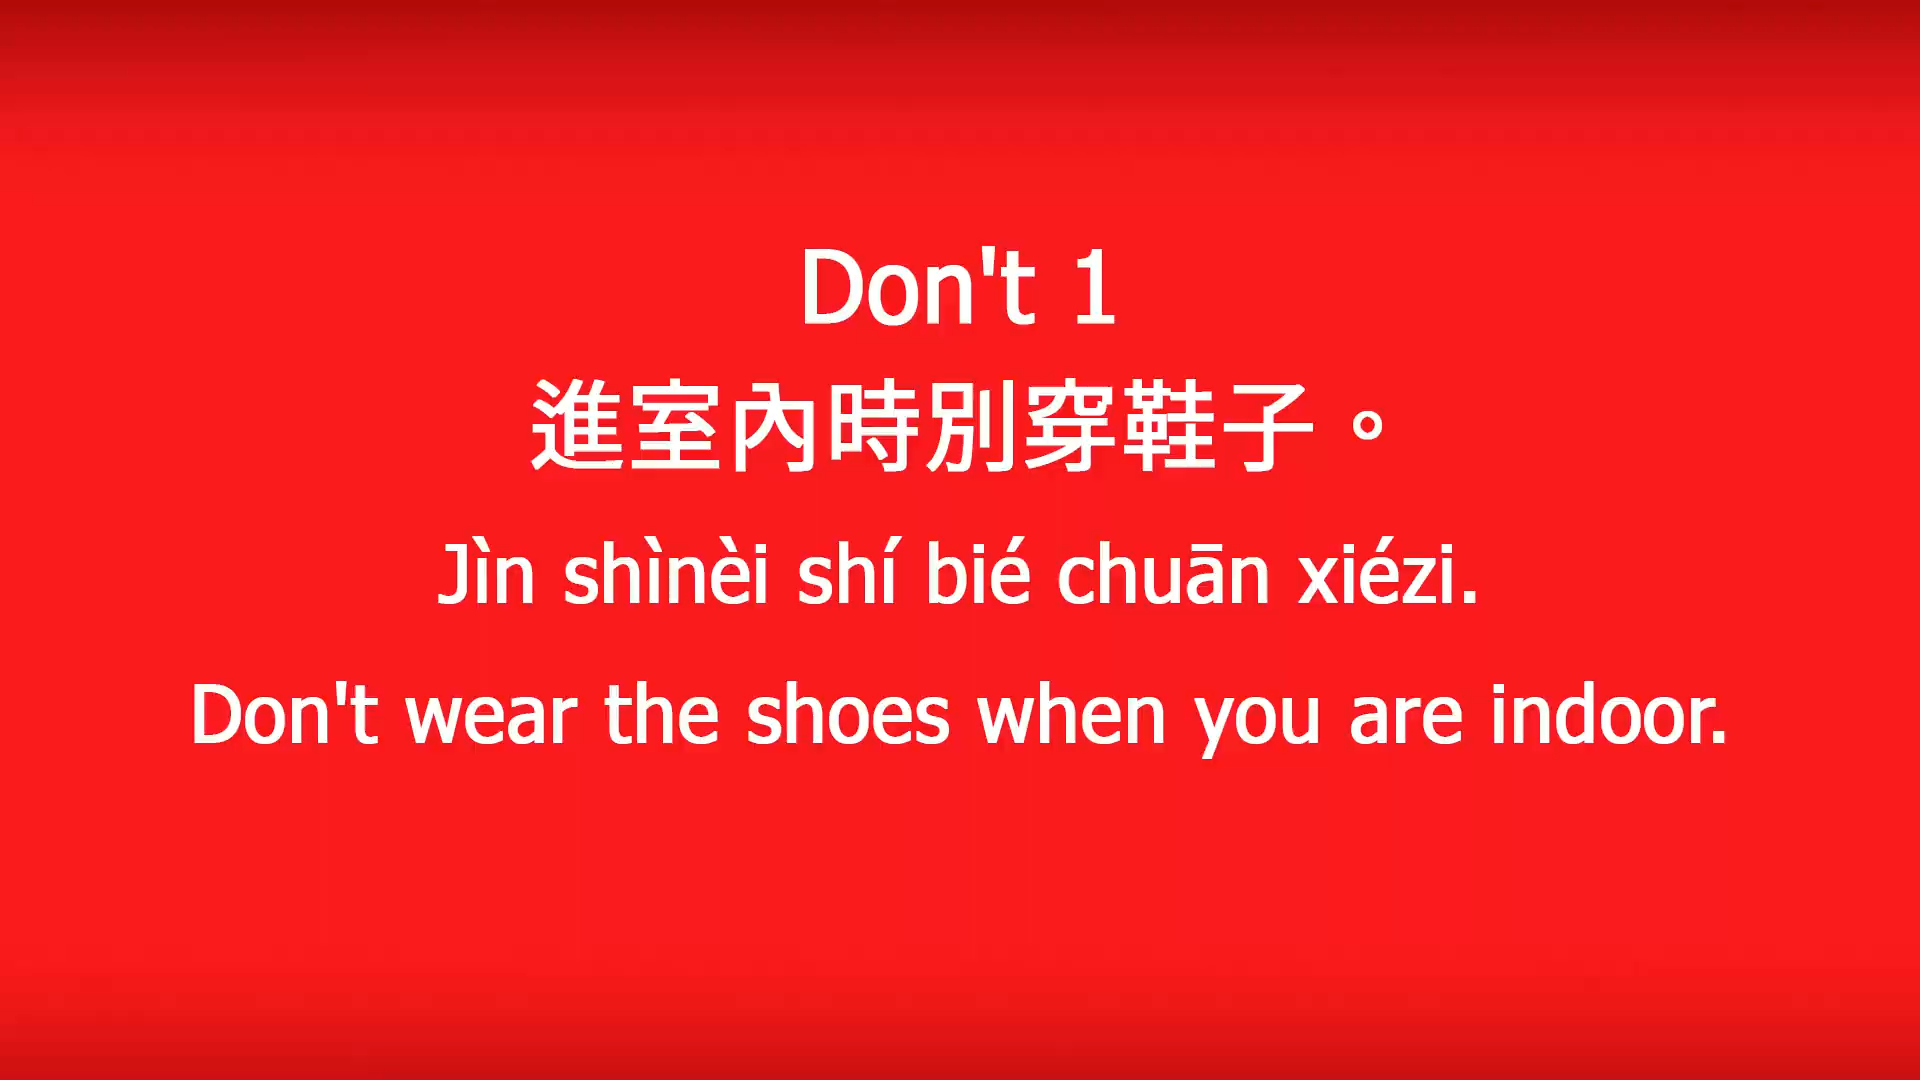 Don't 1
進室內時別穿鞋子。
Jìn shìnèi shí bié chuān xiézi.
Don't wear the shoes when you are indoor.